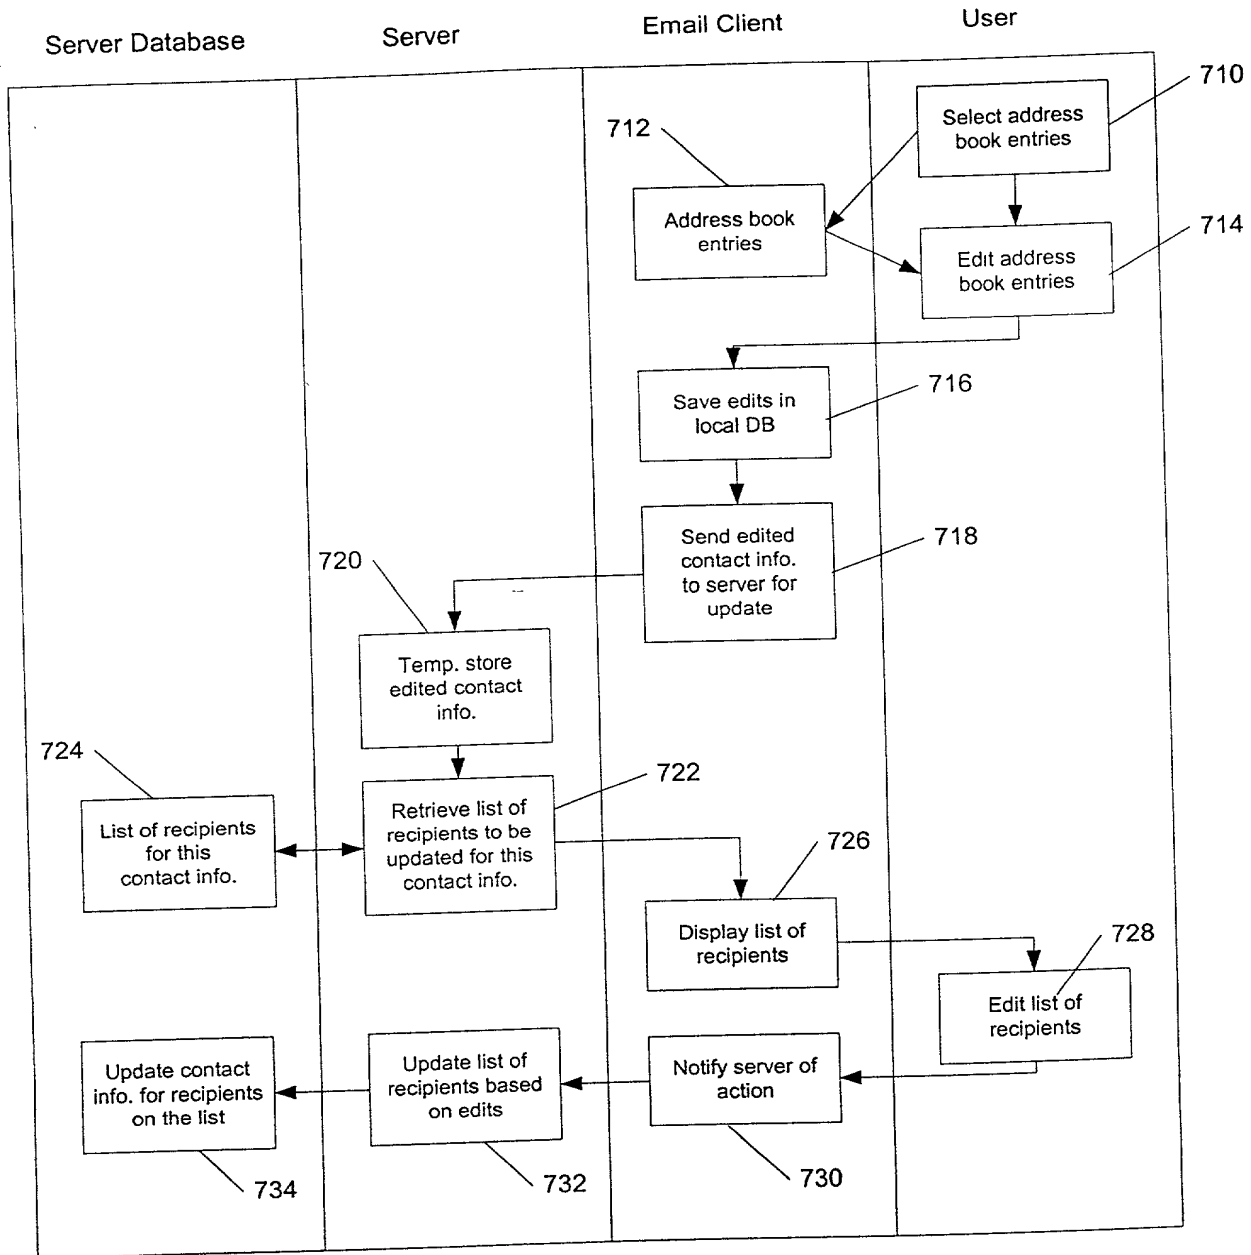 Server Database
Server
Email Client
User
710
Select address
book entries
712
Address book
entries
714
Edit address
book entries
716
Save edits in
local DB
718
Send edited
contact info.
to server for
update
720
Temp. store
edited contact
info.
722
Retrieve list of
recipients to be
updated for this
contact info.
724
List of recipients
for this
contact info.
726
Display list of
recipients
728
Edit list of
recipients
Notify server of
action
730
Update list of
recipients based
on edits
732
Update contact
info. for recipients
on the list
734